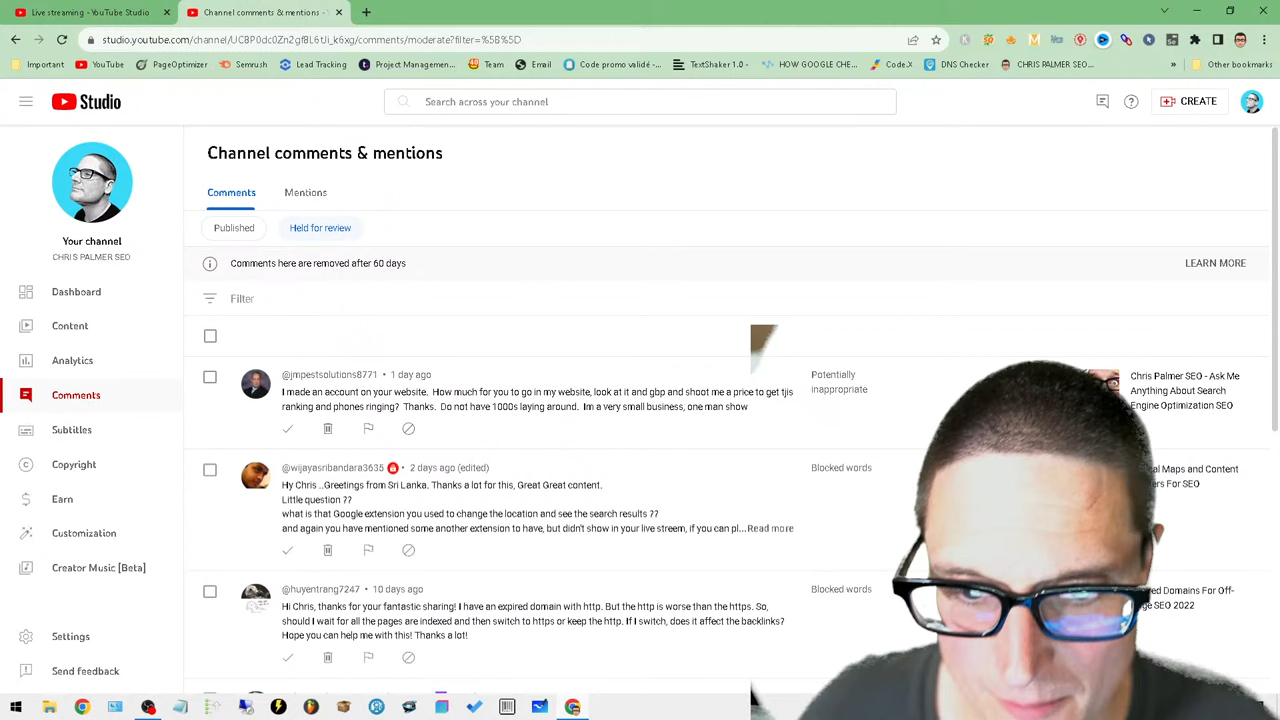 Live streaming - YouTube Studio
Channel comments & mentions -
studio.youtube.com/channel/UC8P0dc0Zn2gf8L6tJi_k6xg/comments/moderate?filter=%5B%5D
Important
YouTube
PageOptimizer
Semrush
Lead Tracking
Project Managemen...
Team
Email
Code promo validé -...
TextShaker 1.0 -
HOW GOOGLE CHE...
Code.X
DNS Checker
CHRIS PALMER SEO...
»
Other bookmarks
Studio
Search across your channel
CREATE
Your channel
CHRIS PALMER SEO
Dashboard
Content
Analytics
Comments
Subtitles
Copyright
Earn
Customization
Creator Music [Beta]
Settings
Send feedback
Channel comments & mentions
Comments
Mentions
Published
Held for review
Comments here are removed after 60 days
LEARN MORE
Filter
@jmpestsolutions8771 • 1 day ago
I made an account on your website. How much for you to go in my website, look at it and gbp and shoot me a price to get tjis
ranking and phones ringing? Thanks. Do not have 1000s laying around. Im a very small business, one man show
Potentially
inappropriate
Chris Palmer SEO - Ask Me
Anything About Search
Engine Optimization SEO
@wijayasribandara3635 • 2 days ago (edited)
Hy Chris ..Greetings from Sri Lanka. Thanks a lot for this, Great Great content.
Little question ??
what is that Google extension you used to change the location and see the search results ??
and again you have mentioned some another extension to have, but didn't show in your live streem, if you can pl... Read more
Blocked words
Maps and Content
For SEO
@huyentrang7247 • 10 days ago
Hi Chris, thanks for your fantastic sharing! I have an expired domain with http. But the http is worse than the https. So,
should I wait for all the pages are indexed and then switch to https or keep the http. If I switch, does it affect the backlinks?
Hope you can help me with this! Thanks a lot!
Blocked words
Domains For Off-
SEO 2022